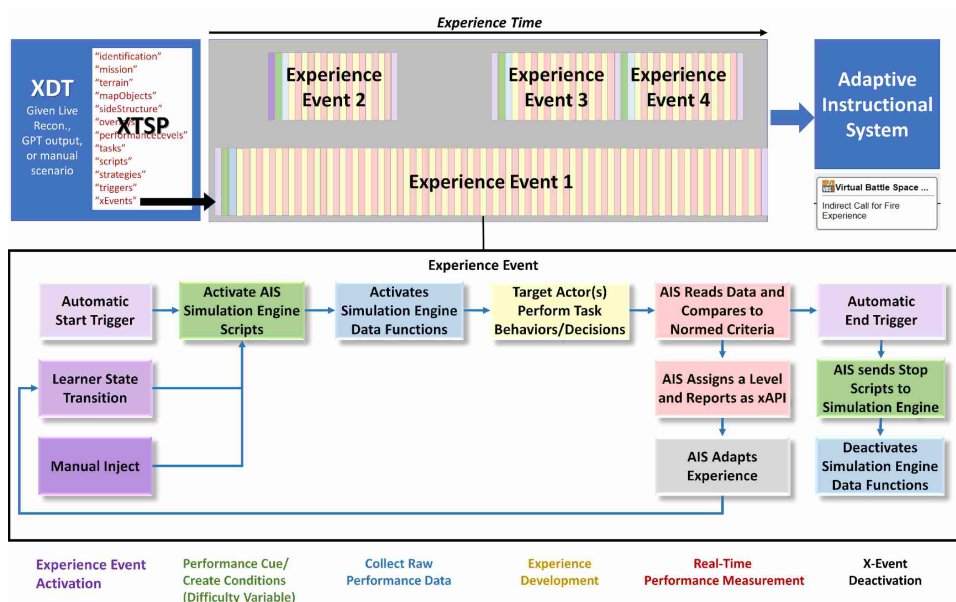 Experience Time
XDT
Given Live
Recon.,
GPT output,
or manual
scenario
"identification"
"mission"
"terrain"
"mapObjects"
"sideStructure"
"overlays"
XTSP
"performanceLevels"
"tasks"
"scripts"
"strategies"
"triggers"
"xEvents"
Experience
Event 2
Experience
Event 3
Experience
Event 4
Experience Event 1
Adaptive
Instructional
System
Virtual Battle Space ...
Indirect Call for Fire
Experience
Experience Event
Automatic
Start Trigger
Activate AIS
Simulation Engine
Scripts
Activates
Simulation Engine
Data Functions
Target Actor(s)
Perform Task
Behaviors/Decisions
AIS Reads Data and
Compares to
Normed Criteria
Automatic
End Trigger
Learner State
Transition
AIS Assigns a Level
and Reports as xAPI
AIS sends Stop
Scripts to
Simulation Engine
Manual Inject
AIS Adapts
Experience
Deactivates
Simulation Engine
Data Functions
Experience Event
Activation
Performance Cue/
Create Conditions
(Difficulty Variable)
Collect Raw
Performance Data
Experience
Development
Real-Time
Performance Measurement
X-Event
Deactivation